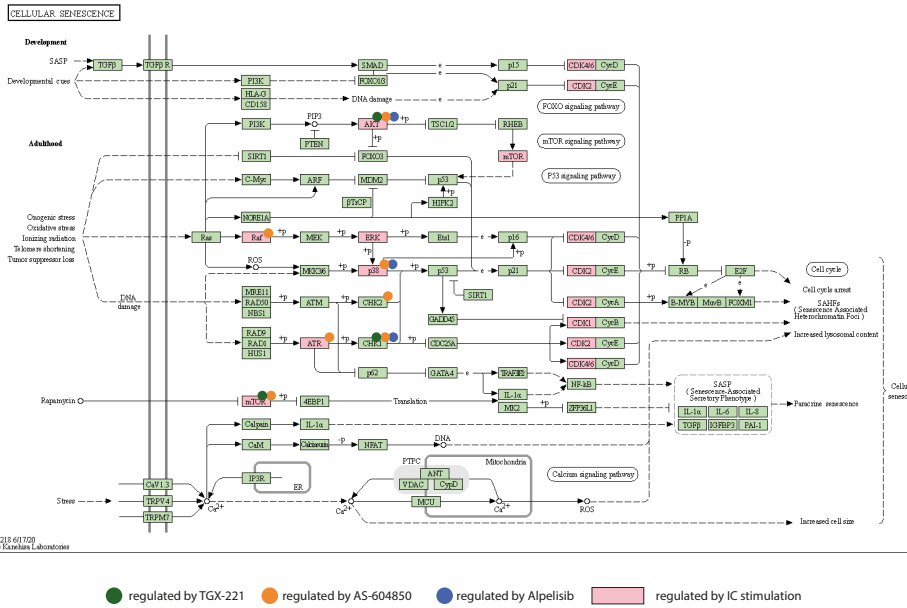 CELLULAR SENESCENCE
Development
SASP
TGFβ
TGFβ R
SMAD
e
p15
CDK4/6
CycD
Developmental cues
PI3K
FOXO1/3
e
p21
CDK2
CycE
HLA-G
CD158
DNA damage
e
FOXO signaling pathway
PI3K
PIP3
AKT
+p
TSC1/2
RHEB
PTEN
+p
mTOR signaling pathway
Adulthood
SIRT1
FOXO3
mTOR
C-Myc
ARF
MDM2
p53
P53 signaling pathway
βTrCP
HIPK2
+p
NORE1A
PP1A
Oncogenic stress
Oxidative stress
Ionizing radiation
Telomere shortening
Tumor suppressor loss
Ras
Raf
+p
MEK
+p
ERK
+p
Ets1
e
p16
CDK4/6
CycD
-p
+p
+p
ROS
MKK3/6
+p
p38
+p
p53
e
p21
CDK2
CycE
+p
RB
E2F
Cell cycle
e
SIRT1
e
e
Cell cycle arrest
DNA
damage
MRE11
RAD50
NBS1
+p
ATM
+p
CHK2
CDK2
CycA
+p
B-MYB
MuvB
FOXM1
SAHFs
( Senescence Associated
Heterochromatin Foci )
GADD45
CDK1
CycB
Increased lysosomal content
RAD9
RAD1
HUS1
+p
ATR
+p
CHK1
+p
CDC25A
CDK2
CycE
CDK4/6
CycD
p62
GATA4
e
NF-kB
IL-1α
SASP
( Senescence-Associated
Secretory Phenotype )
Rapamycin
mTOR
+p
4EBP1
Translation
MK2
+p
ZFP36L1
IL-1α
IL-6
IL-8
TGFβ
IGFBP3
PAI-1
Paracrine senescence
Calpain
IL-1α
CaM
Calcineurin
-p
NFAT
DNA
PTPC
Mitochondria
Calcium signaling pathway
IP3R
ER
ANT
VDAC
CypD
MCU
CaV1.3
Stress
TRPV4
TRPM7
Ca2+
Ca2+
Ca2+
ROS
Increased cell size
218 6/17/20
Kanehisa Laboratories
regulated by TGX-221
regulated by AS-604850
regulated by Alpelisib
regulated by IC stimulation